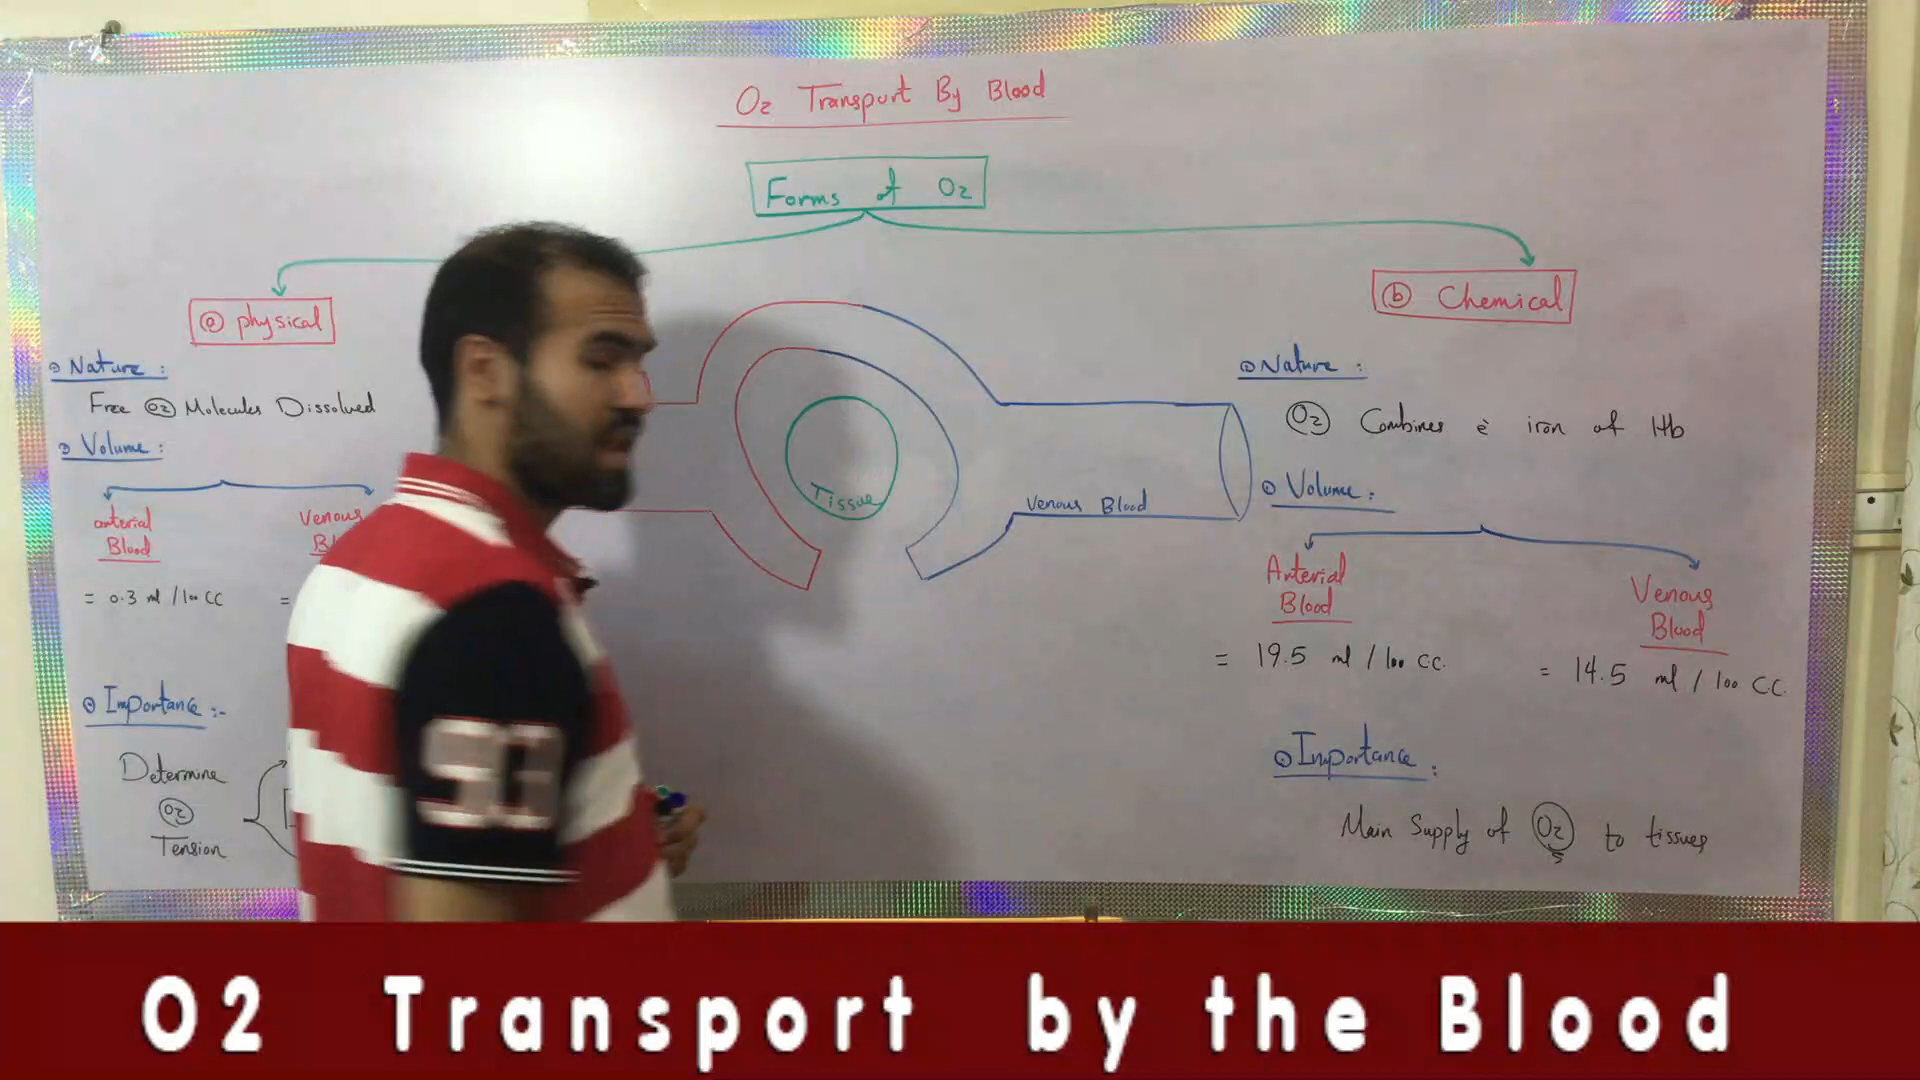 O2 Transport By Blood
Forms of O2
ⓐ physical
Nature :
Free O2 Molecules Dissolved
Volume :
arterial
Blood
Venous
= 0.3 ml / 100 CC
=
Importance :-
Determine
O2
Tension
Tissue
Venous Blood
ⓑ Chemical
Nature :
O2 Combines è iron of Hb
Volume :
Arterial
Blood
= 19.5 ml / 100 CC.
Venous
Blood
= 14.5 ml / 100 C.C.
Importance :
Main Supply of O2 to tissues
93
O2 Transport by the Blood